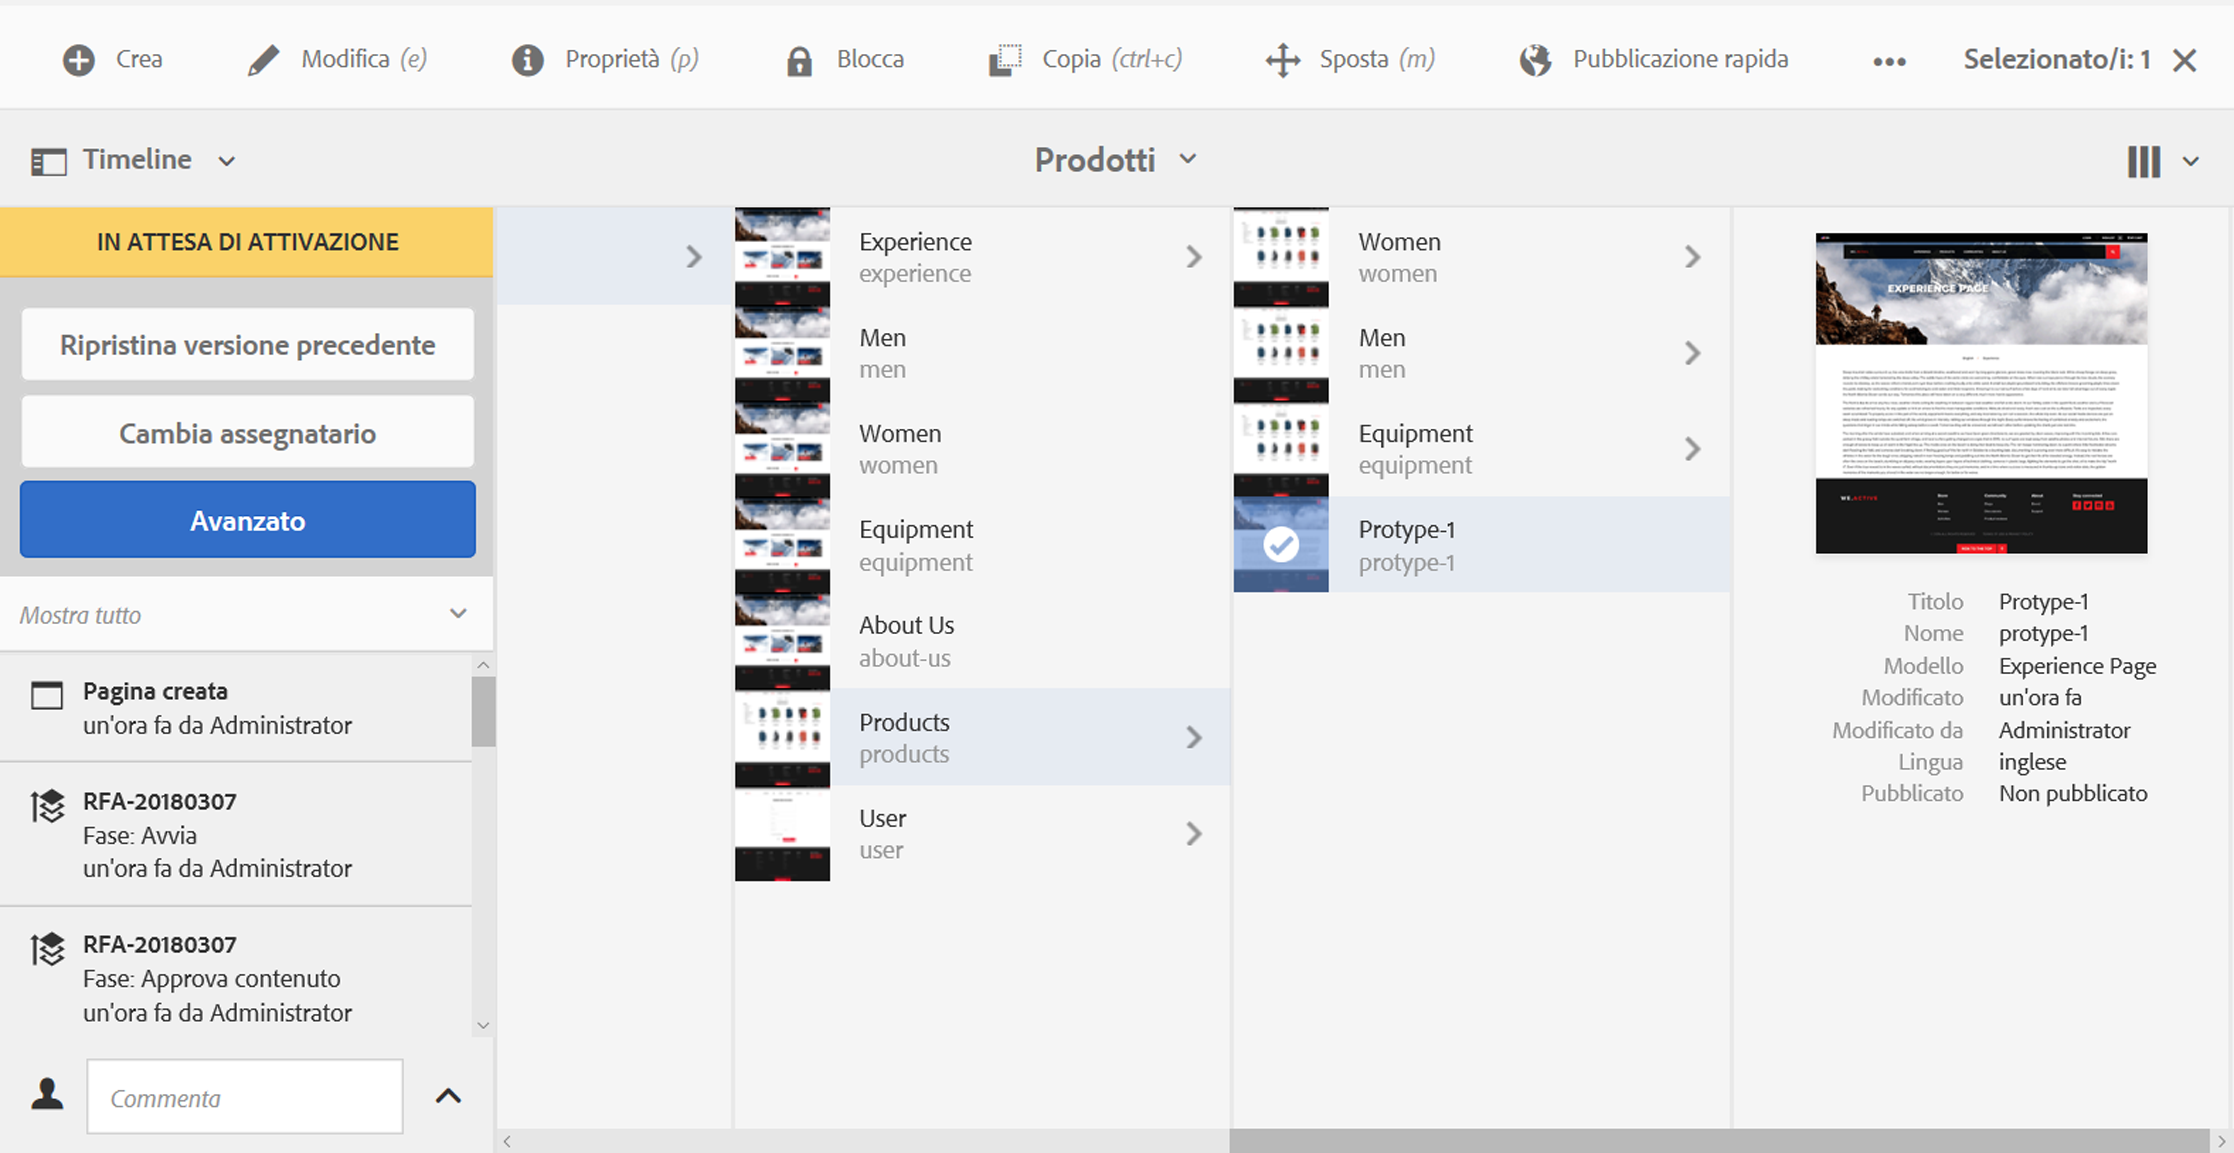 Crea
Modifica (e)
Proprietà (p)
Blocca
Copia (ctrl+c)
Sposta (m)
Pubblicazione rapida
Selezionato/i: 1
Timeline
Prodotti
IN ATTESA DI ATTIVAZIONE
Ripristina versione precedente
Cambia assegnatario
Avanzato
Mostra tutto
Pagina creata
un'ora fa da Administrator
RFA-20180307
Fase: Avvia
un'ora fa da Administrator
RFA-20180307
Fase: Approva contenuto
un'ora fa da Administrator
Commenta
Experience
experience
Men
men
Women
women
Equipment
equipment
About Us
about-us
Products
products
User
user
Women
women
Men
men
Equipment
equipment
Protype-1
protype-1
EXPERIENCE PAGE
WE.ACTIVE
Titolo Protype-1
Nome protype-1
Modello Experience Page
Modificato un'ora fa
Modificato da Administrator
Lingua inglese
Pubblicato Non pubblicato